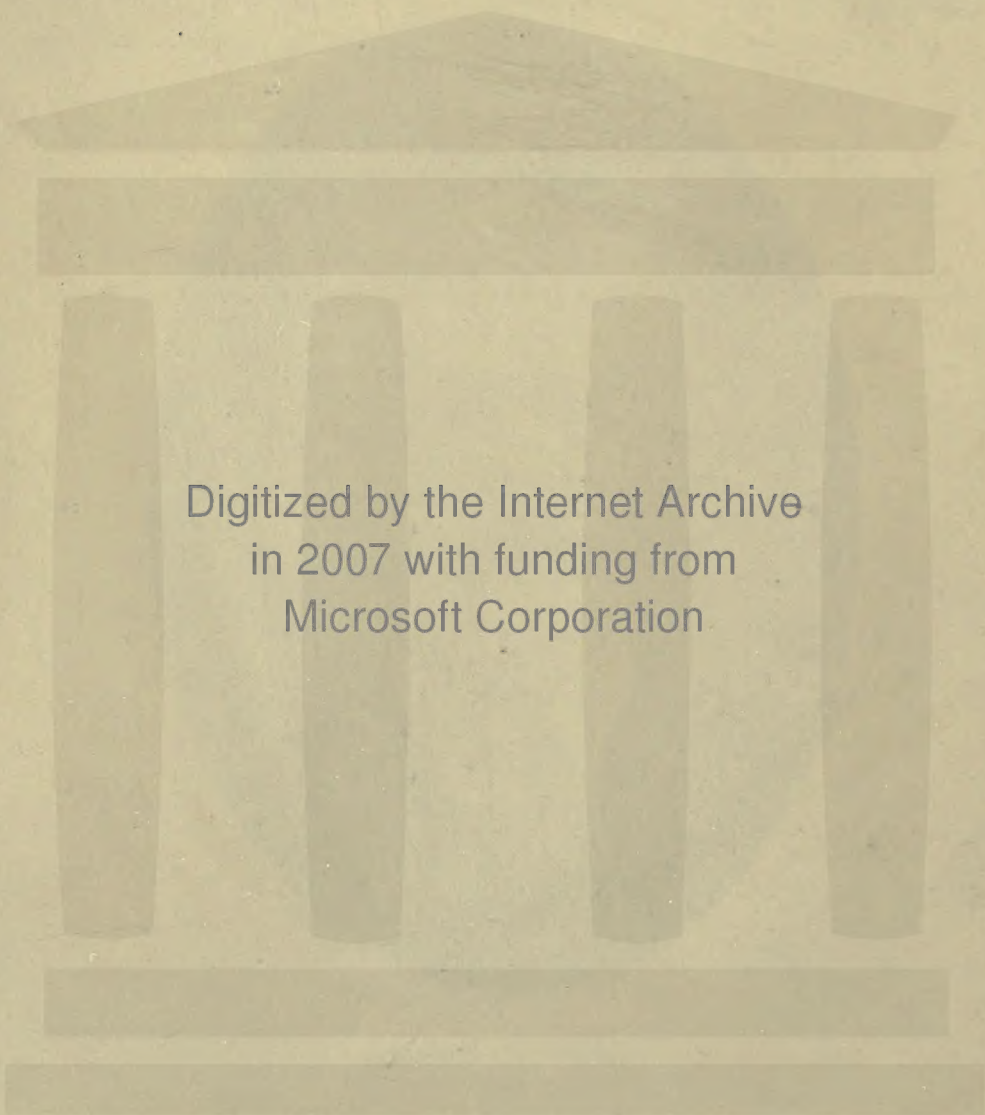 Digitized by the Internet Archive
in 2007 with funding from
Microsoft Corporation